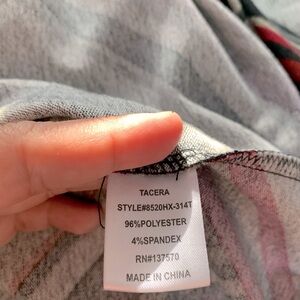 TACERA
STYLE#8520HX-314T
96%POLYESTER
4%SPANDEX
RN#137570
MADE IN CHINA